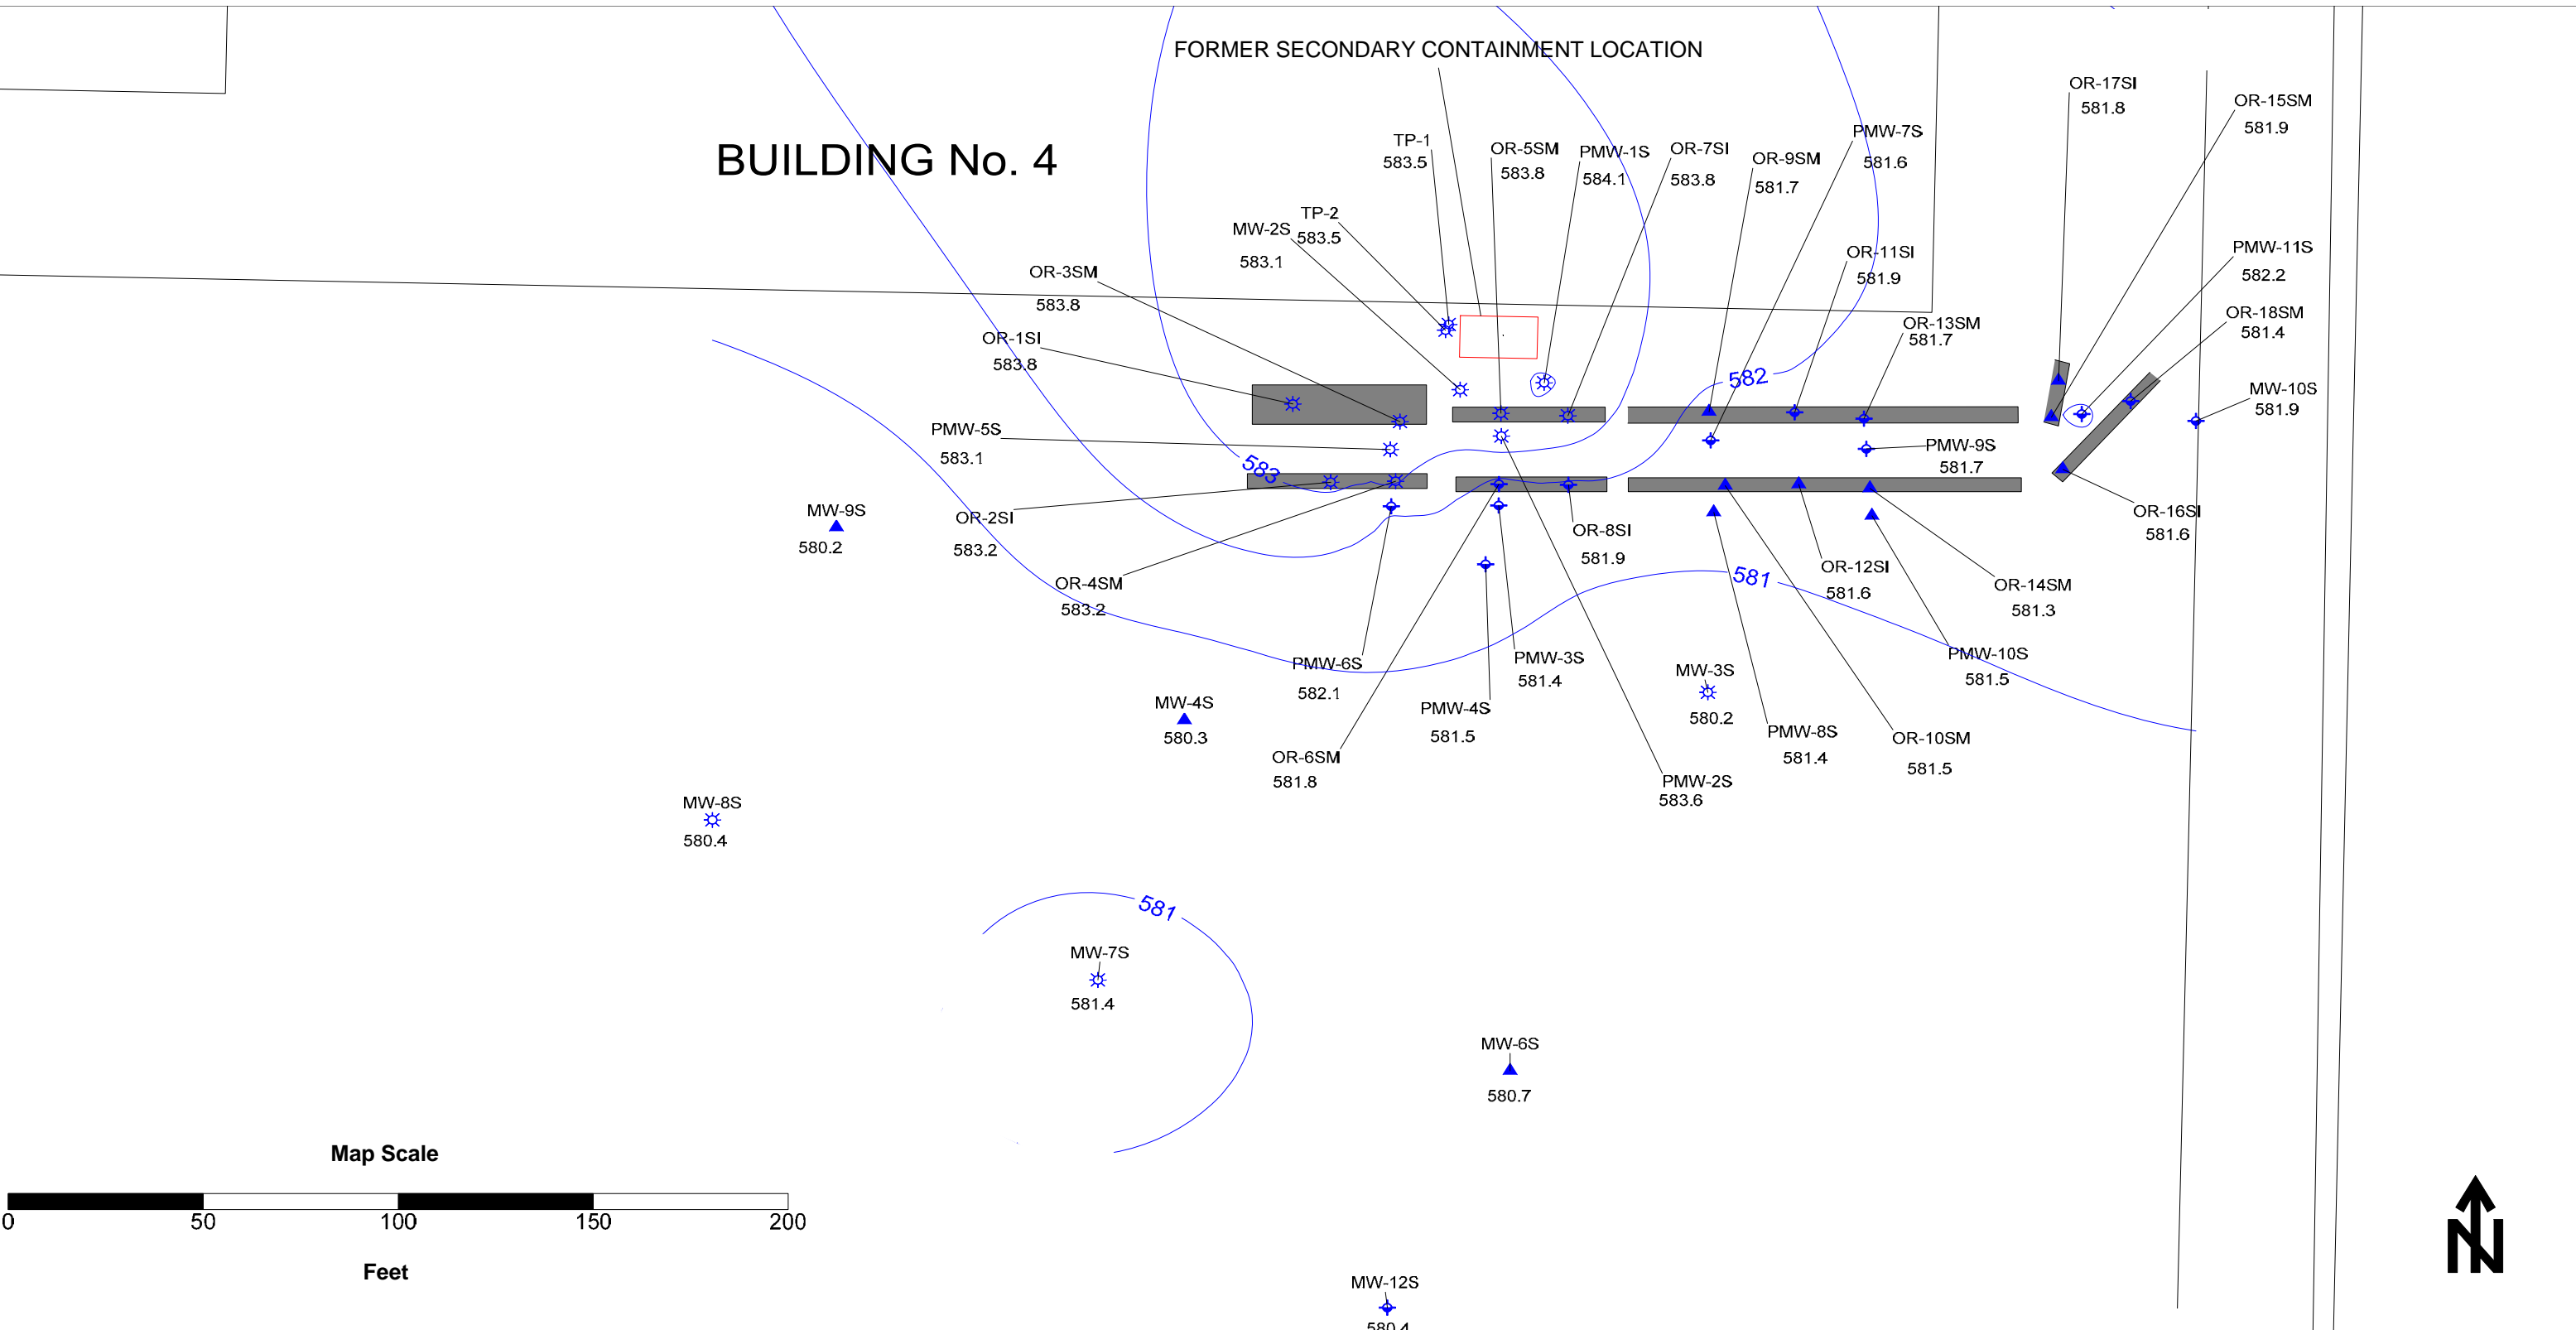 FORMER SECONDARY CONTAINMENT LOCATION
BUILDING No. 4
OR-17SI
581.8
OR-15SM
581.9
PMW-7S
581.6
TP-1
583.5
OR-5SM
583.8
PMW-1S
584.1
OR-7SI
583.8
OR-9SM
581.7
TP-2
583.5
MW-2S
583.1
OR-3SM
583.8
OR-11SI
581.9
PMW-11S
582.2
OR-18SM
581.4
OR-13SM
581.7
OR-1SI
583.8
582
MW-10S
581.9
PMW-5S
583.1
PMW-9S
581.7
583
MW-9S
580.2
OR-2SI
583.2
OR-8SI
581.9
OR-16SI
581.6
OR-4SM
583.2
581
OR-12SI
581.6
OR-14SM
581.3
PMW-6S
582.1
PMW-3S
581.4
PMW-10S
581.5
MW-3S
580.2
MW-4S
580.3
PMW-4S
581.5
PMW-8S
581.4
OR-10SM
581.5
OR-6SM
581.8
PMW-2S
583.6
MW-8S
580.4
581
MW-7S
581.4
MW-6S
580.7
Map Scale
0 50 100 150 200
Feet
N
MW-12S
580.4